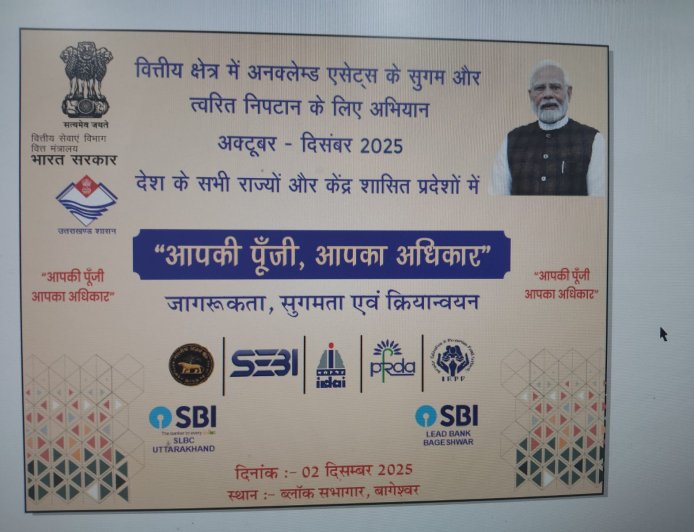 सत्यमेव जयते
वित्तीय सेवाएं विभाग
वित्त मंत्रालय
भारत सरकार
उत्तराखण्ड शासन
वित्तीय क्षेत्र में अनक्लेम्ड एसेट्स के सुगम और
त्वरित निपटान के लिए अभियान
अक्टूबर - दिसंबर 2025
देश के सभी राज्यों और केंद्र शासित प्रदेशों में
“आपकी पूँजी, आपका अधिकार”
“आपकी पूँजी
आपका अधिकार”
जागरूकता, सुगमता एवं क्रियान्वयन
“आपकी पूँजी
आपका अधिकार”
SEBI
irdai
pfrda
IEPF
SBI
SLBC
UTTARAKHAND
SBI
LEAD BANK
BAGESHWAR
दिनांक :- 02 दिसम्बर 2025
स्थान :- ब्लॉक सभागार, बागेश्वर